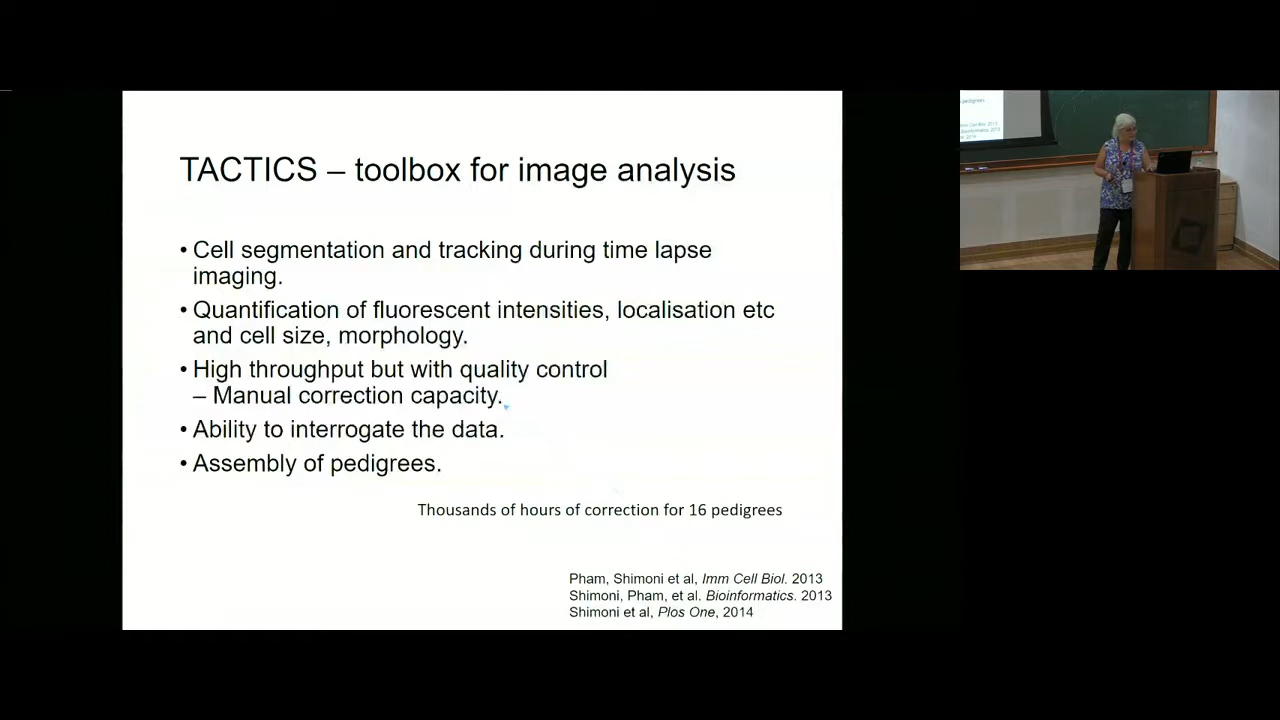 TACTICS – toolbox for image analysis
• Cell segmentation and tracking during time lapse
imaging.
• Quantification of fluorescent intensities, localisation etc
and cell size, morphology.
• High throughput but with quality control
– Manual correction capacity.
• Ability to interrogate the data.
• Assembly of pedigrees.
Thousands of hours of correction for 16 pedigrees
Pham, Shimoni et al, Imm Cell Biol. 2013
Shimoni, Pham, et al. Bioinformatics. 2013
Shimoni et al, Plos One, 2014